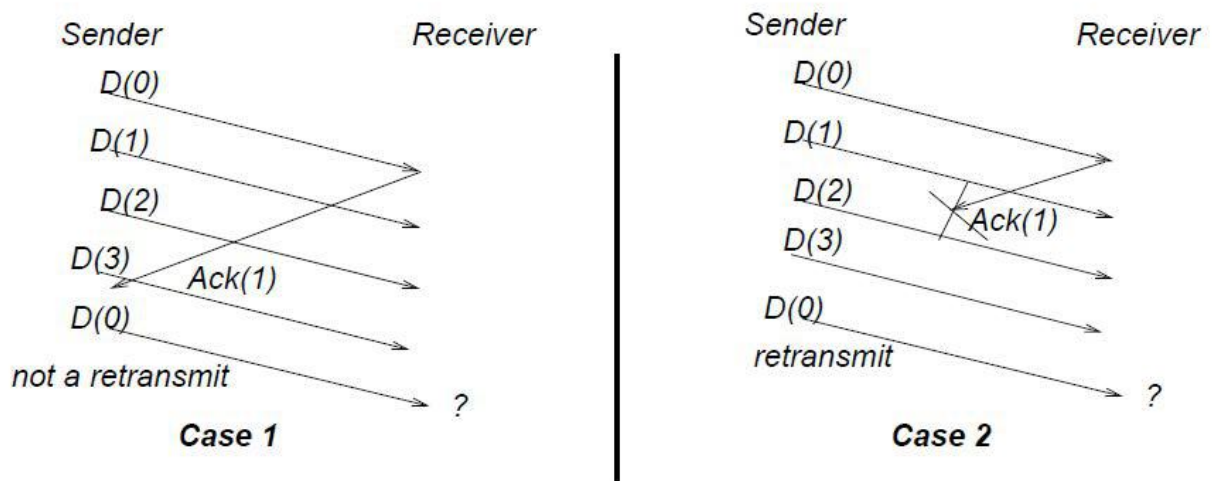 Sender
Receiver
D(0)
D(1)
D(2)
D(3)
Ack(1)
D(0)
not a retransmit
?
Case 1
Sender
Receiver
D(0)
D(1)
D(2)
Ack(1)
D(3)
D(0)
retransmit
?
Case 2